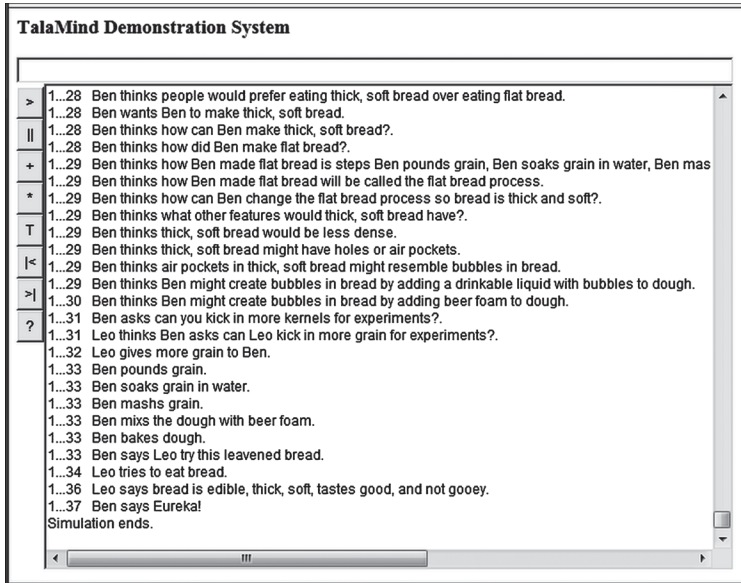 TalaMind Demonstration System
>
||
+
*
T
|<
>|
?
1...28 Ben thinks people would prefer eating thick, soft bread over eating flat bread.
1...28 Ben wants Ben to make thick, soft bread.
1...28 Ben thinks how can Ben make thick, soft bread?.
1...28 Ben thinks how did Ben make flat bread?.
1...29 Ben thinks how Ben made flat bread is steps Ben pounds grain, Ben soaks grain in water, Ben mas
1...29 Ben thinks how Ben made flat bread will be called the flat bread process.
1...29 Ben thinks how can Ben change the flat bread process so bread is thick and soft?.
1...29 Ben thinks what other features would thick, soft bread have?.
1...29 Ben thinks thick, soft bread would be less dense.
1...29 Ben thinks thick, soft bread might have holes or air pockets.
1...29 Ben thinks air pockets in thick, soft bread might resemble bubbles in bread.
1...29 Ben thinks Ben might create bubbles in bread by adding a drinkable liquid with bubbles to dough.
1...30 Ben thinks Ben might create bubbles in bread by adding beer foam to dough.
1...31 Ben asks can you kick in more kernels for experiments?.
1...31 Leo thinks Ben asks can Leo kick in more grain for experiments?.
1...32 Leo gives more grain to Ben.
1...33 Ben pounds grain.
1...33 Ben soaks grain in water.
1...33 Ben mashs grain.
1...33 Ben mixs the dough with beer foam.
1...33 Ben bakes dough.
1...33 Ben says Leo try this leavened bread.
1...34 Leo tries to eat bread.
1...36 Leo says bread is edible, thick, soft, tastes good, and not gooey.
1...37 Ben says Eureka!
Simulation ends.